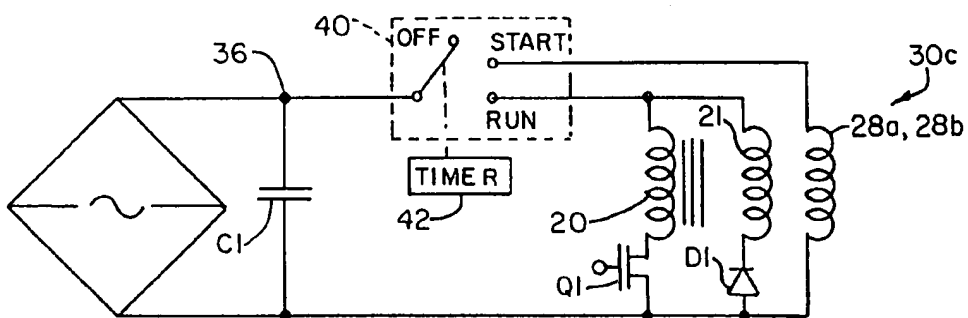 40
OFF
START
36
30c
21
28a, 28b
RUN
TIMER
42
20
C1
D1
Q1